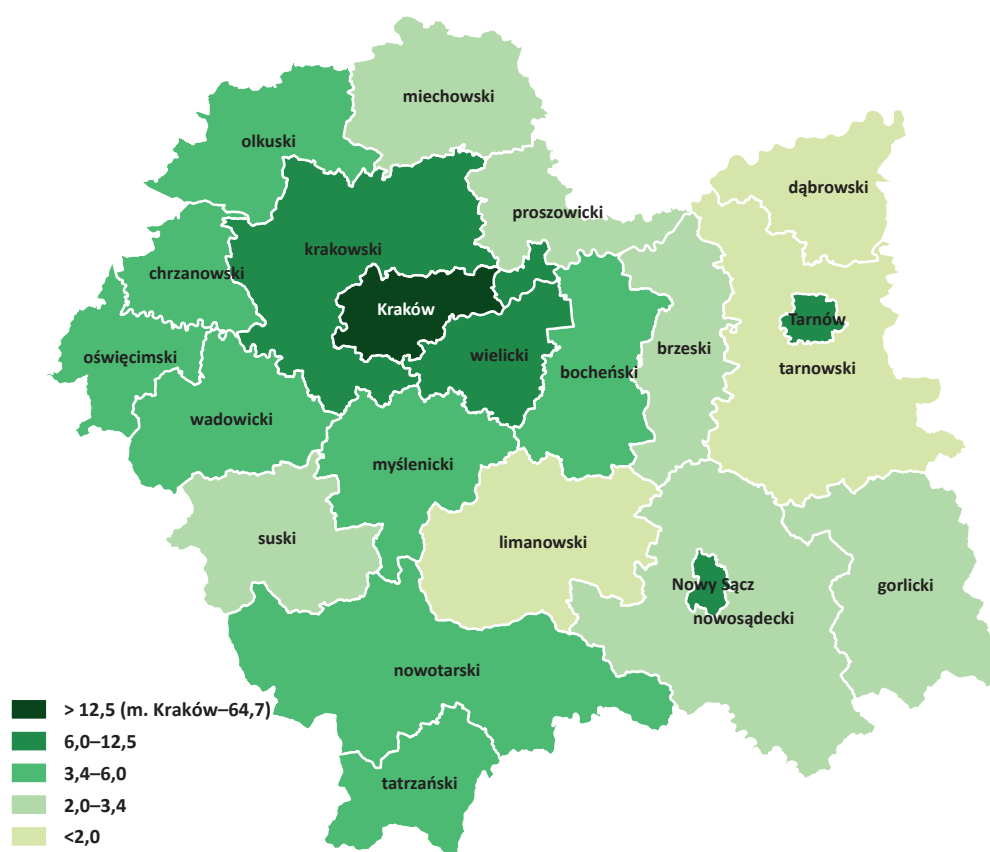 miechowski
olkuski
dąbrowski
proszowicki
krakowski
chrzanowski
Kraków
Tarnów
brzeski
wielicki
oświęcimski
tarnowski
bocheński
wadowicki
myślenicki
suski
limanowski
Nowy Sącz
gorlicki
nowosądecki
nowotarski
tatrzański
> 12,5 (m. Kraków–64,7)
6,0–12,5
3,4–6,0
2,0–3,4
<2,0